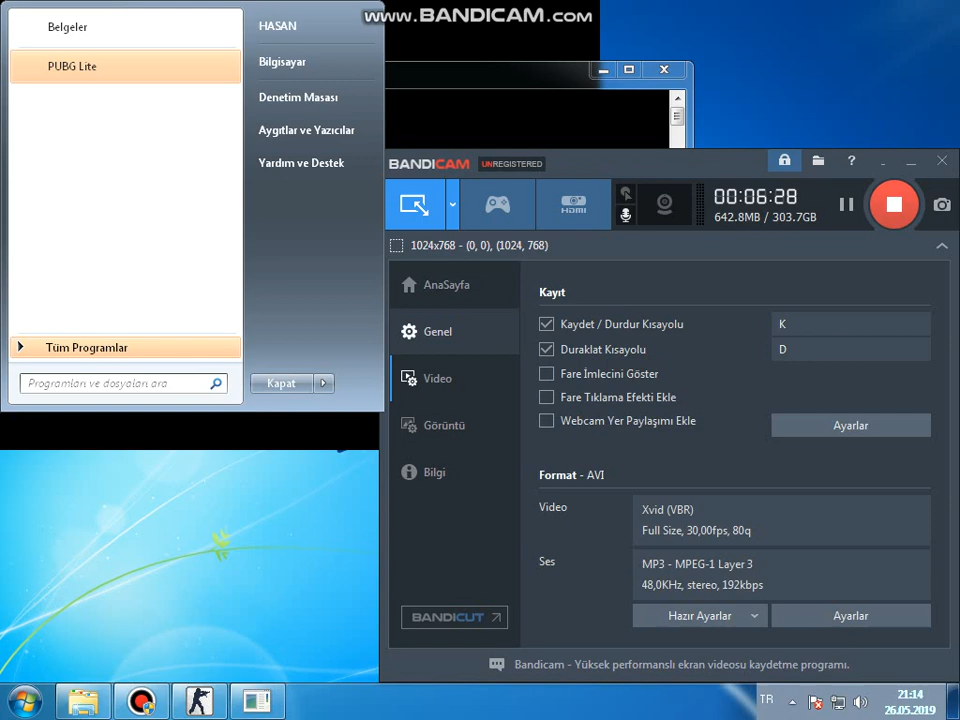 www.BANDICAM.com
Belgeler
PUBG Lite
Tüm Programlar
Programları ve dosyaları ara
HASAN
Bilgisayar
Denetim Masası
Aygıtlar ve Yazıcılar
Yardım ve Destek
Kapat
BANDICAM UNREGISTERED
?
HDMI
00:06:28
642.8MB / 303.7GB
1024x768 - (0, 0), (1024, 768)
AnaSayfa
Genel
Video
Görüntü
Bilgi
BANDICUT
Kayıt
Kaydet / Durdur Kısayolu K
Duraklat Kısayolu D
Fare İmlecini Göster
Fare Tıklama Efekti Ekle
Webcam Yer Paylaşımı Ekle
Ayarlar
Format - AVI
Video
Xvid (VBR)
Full Size, 30,00fps, 80q
Ses
MP3 - MPEG-1 Layer 3
48,0KHz, stereo, 192kbps
Hazır Ayarlar
Ayarlar
Bandicam - Yüksek performanslı ekran videosu kaydetme programı.
TR
21:14
26.05.2019